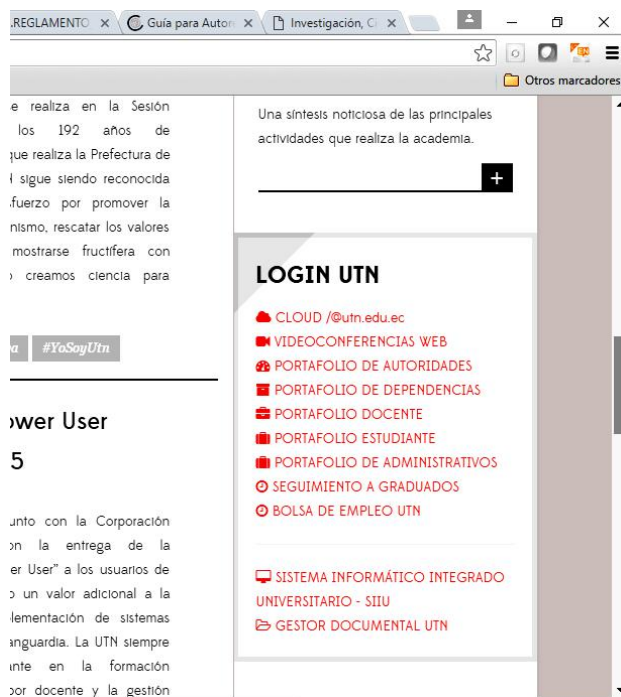 .REGLAMENTO
Guía para Auton
Investigación, C
Otros marcadores
e realiza en la Sesión
los 192 años de
que realiza la Prefectura de
sigue siendo reconocida
fuerzo por promover la
nismo, rescatar los valores
mostrarse fructífera con
creamos ciencia para
#YoSoyUtn
ower User
5
unto con la Corporación
on la entrega de la
er User" a los usuarios de
o un valor adicional a la
lementación de sistemas
anguardia. La UTN siempre
ante en la formación
por docente y la gestión
Una síntesis noticiosa de las principales
actividades que realiza la academia.
+
LOGIN UTN
CLOUD /@utn.edu.ec
VIDEOCONFERENCIAS WEB
PORTAFOLIO DE AUTORIDADES
PORTAFOLIO DE DEPENDENCIAS
PORTAFOLIO DOCENTE
PORTAFOLIO ESTUDIANTE
PORTAFOLIO DE ADMINISTRATIVOS
SEGUIMIENTO A GRADUADOS
BOLSA DE EMPLEO UTN
SISTEMA INFORMÁTICO INTEGRADO
UNIVERSITARIO - SIIU
GESTOR DOCUMENTAL UTN